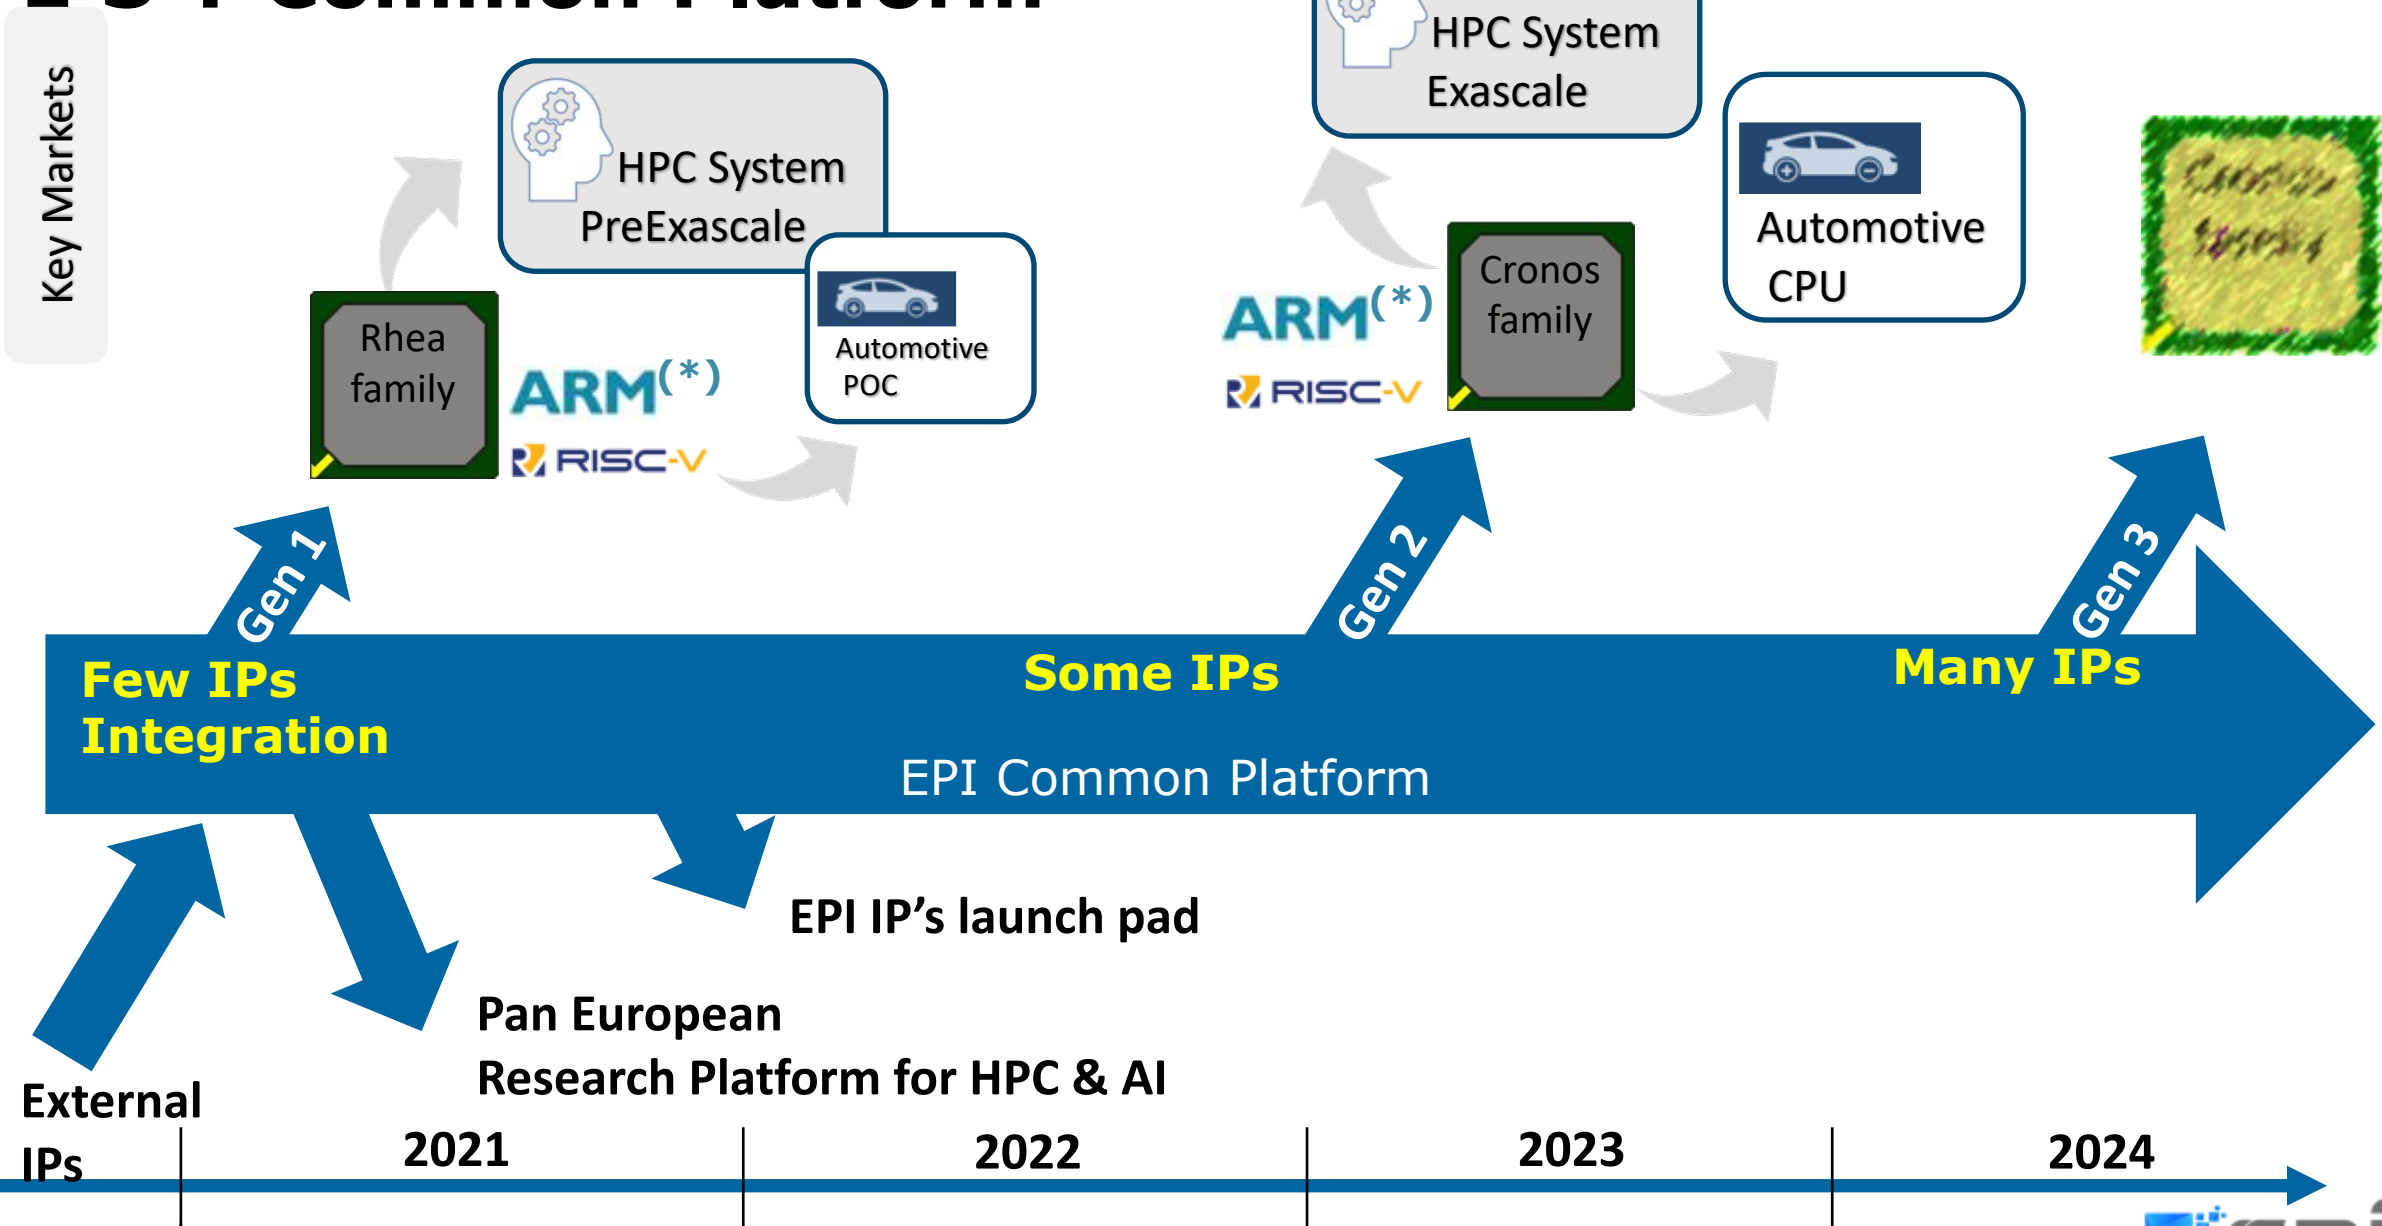 Common Platform
Key Markets
HPC System
PreExascale
HPC System
Exascale
Automotive
CPU
Automotive
POC
Rhea
family
ARM(*)
RISC-V
Cronos
family
ARM(*)
RISC-V
Gen 1
Gen 2
Gen 3
Few IPs
Integration
Some IPs
Many IPs
EPI Common Platform
EPI IP’s launch pad
Pan European
Research Platform for HPC & AI
External
IPs
2021
2022
2023
2024